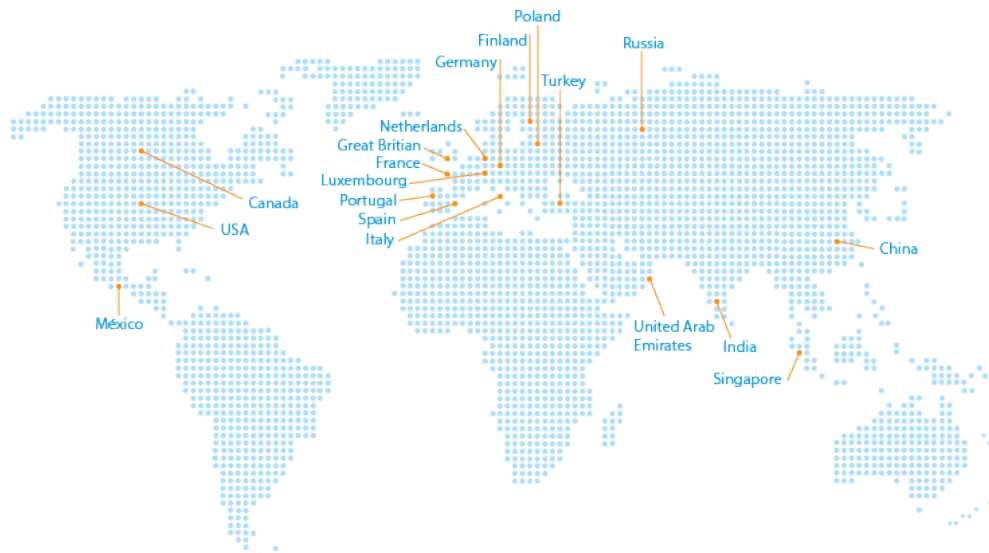 Poland
Finland
Russia
Germany
Turkey
Netherlands
Great Britian
France
Luxembourg
Portugal
Canada
Spain
USA
Italy
China
México
United Arab
Emirates
India
Singapore